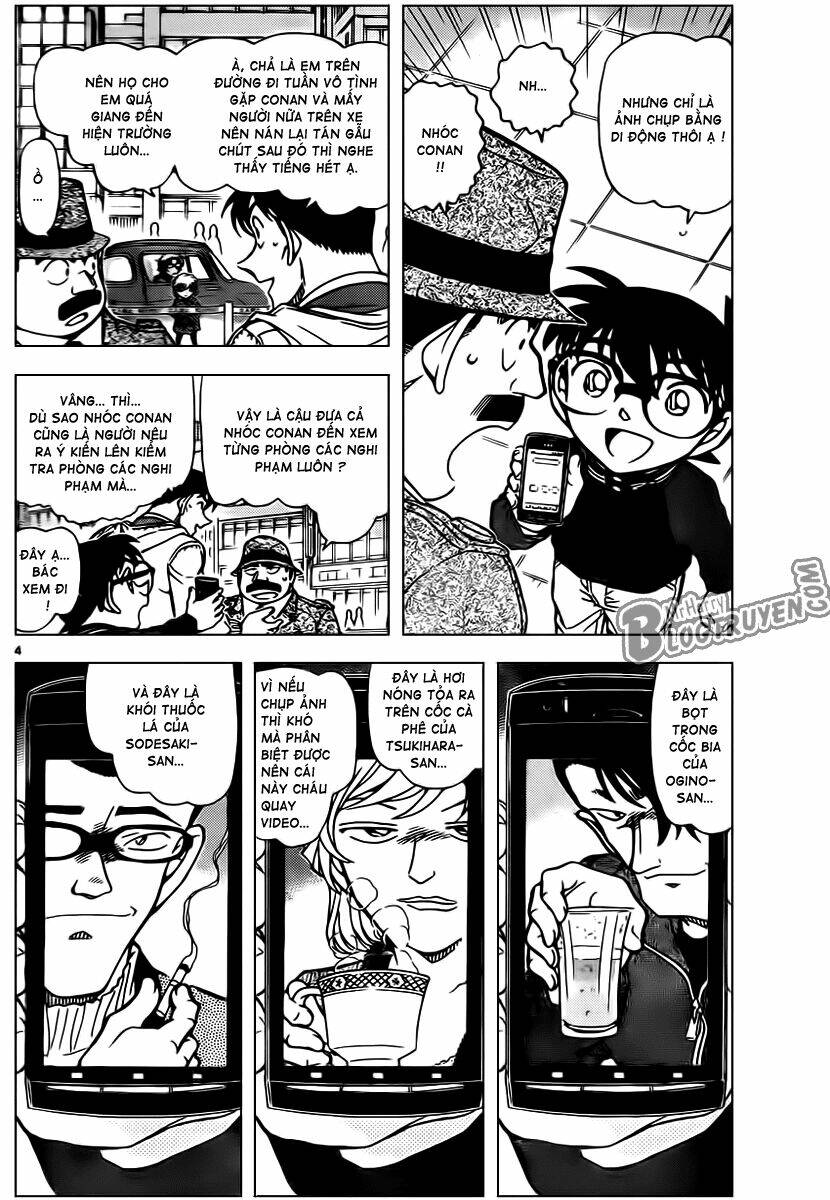 NHƯNG CHỈ LÀ
ẢNH CHỤP BẰNG
DI ĐỘNG THÔI Ạ !
NH...
NHÓC
CONAN
!!
À, CHẢ LÀ EM TRÊN
ĐƯỜNG ĐI TUẦN VÔ TÌNH
GẶP CONAN VÀ MẤY
NGƯỜI NỮA TRÊN XE
NÊN NÁN LẠI TÁN GẪU
CHÚT SAU ĐÓ THÌ NGHE
THẤY TIẾNG HÉT Ạ.
NÊN HỌ CHO
EM QUÁ
GIANG ĐẾN
HIỆN TRƯỜNG
LUÔN...
Ồ
...
VẬY LÀ CẬU ĐƯA CẢ
NHÓC CONAN ĐẾN XEM
TỪNG PHÒNG CÁC NGHI
PHẠM LUÔN ?
VÂNG... THÌ...
DÙ SAO NHÓC CONAN
CŨNG LÀ NGƯỜI NÊU
RA Ý KIẾN LÊN KIỂM
TRA PHÒNG CÁC NGHI
PHẠM MÀ...
ĐÂY Ạ...
BÁC
XEM ĐI
!
BLOGTRUYEN.COM
4
ĐÂY LÀ
BỌT
TRONG
CỐC BIA
CỦA
OGINO-
SAN...
ĐÂY LÀ HƠI
NÓNG TỎA RA
TRÊN CỐC CÀ
PHÊ CỦA
TSUKIHARA-
SAN...
VÌ NẾU
CHỤP ẢNH
THÌ KHÓ
MÀ PHÂN
BIỆT ĐƯỢC
NÊN CÁI
NÀY CHÁU
QUAY
VIDEO...
VÀ ĐÂY LÀ
KHÓI THUỐC
LÁ CỦA
SODESAKI-
SAN...